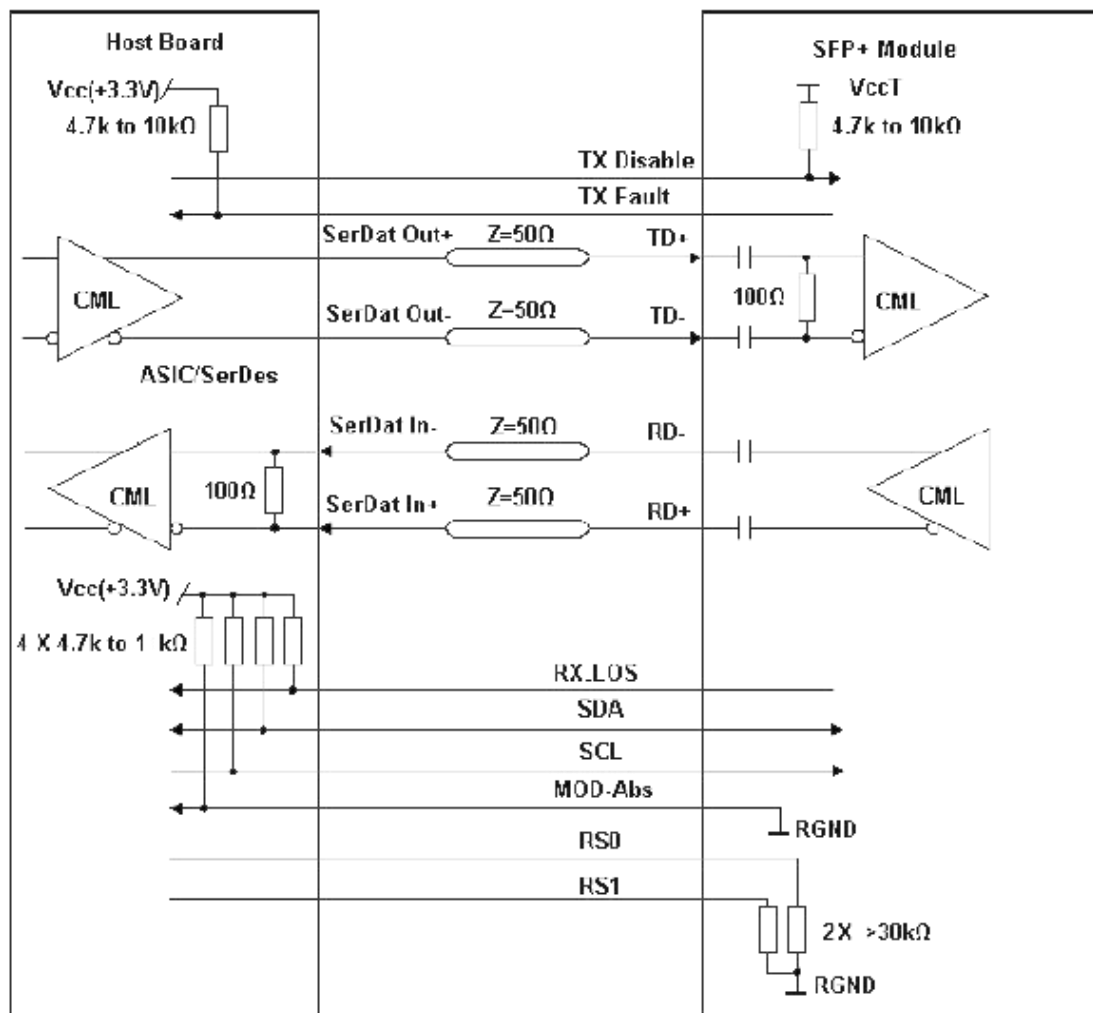 Host Board
SFP+ Module
Vcc(+3.3V)
4.7k to 10kΩ
VccT
4.7k to 10kΩ
TX Disable
TX Fault
SerDat Out+
Z=50Ω
TD+
CML
100Ω
CML
SerDat Out-
Z=50Ω
TD-
ASIC/SerDes
SerDat In-
Z=50Ω
RD-
CML
100Ω
CML
SerDat In+
Z=50Ω
RD+
Vcc(+3.3V)
4 X 4.7k to 1 kΩ
RX_LOS
SDA
SCL
MOD-Abs
RGND
RS0
RS1
2X >30kΩ
RGND